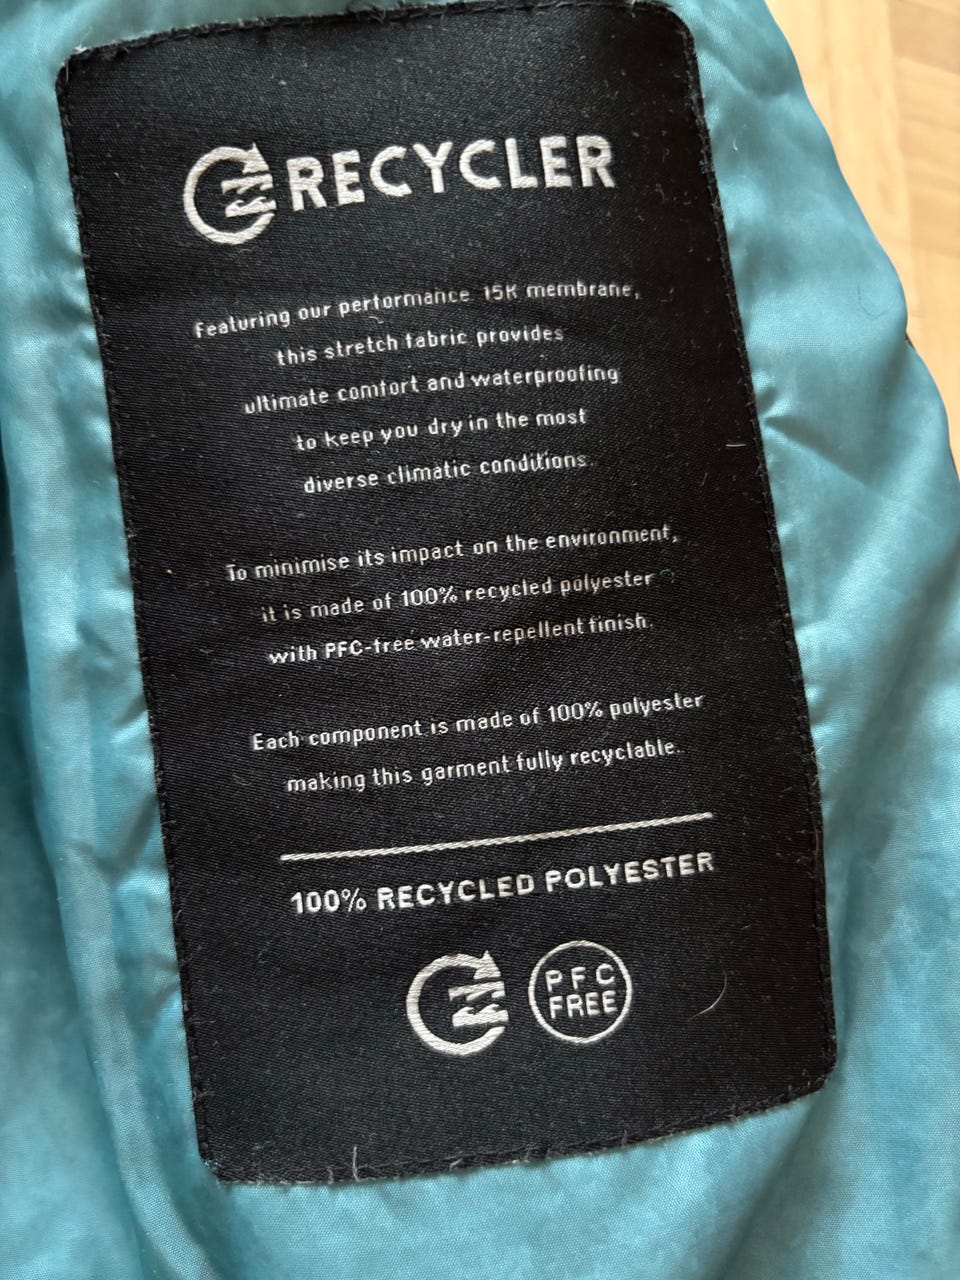 RECYCLER
Featuring our performance 15K membrane,
this stretch fabric provides
ultimate comfort and waterproofing
to keep you dry in the most
diverse climatic conditions.
To minimise its impact on the environment,
it is made of 100% recycled polyester
with PFC-free water-repellent finish.
Each component is made of 100% polyester
making this garment fully recyclable.
100% RECYCLED POLYESTER
PFC
FREE